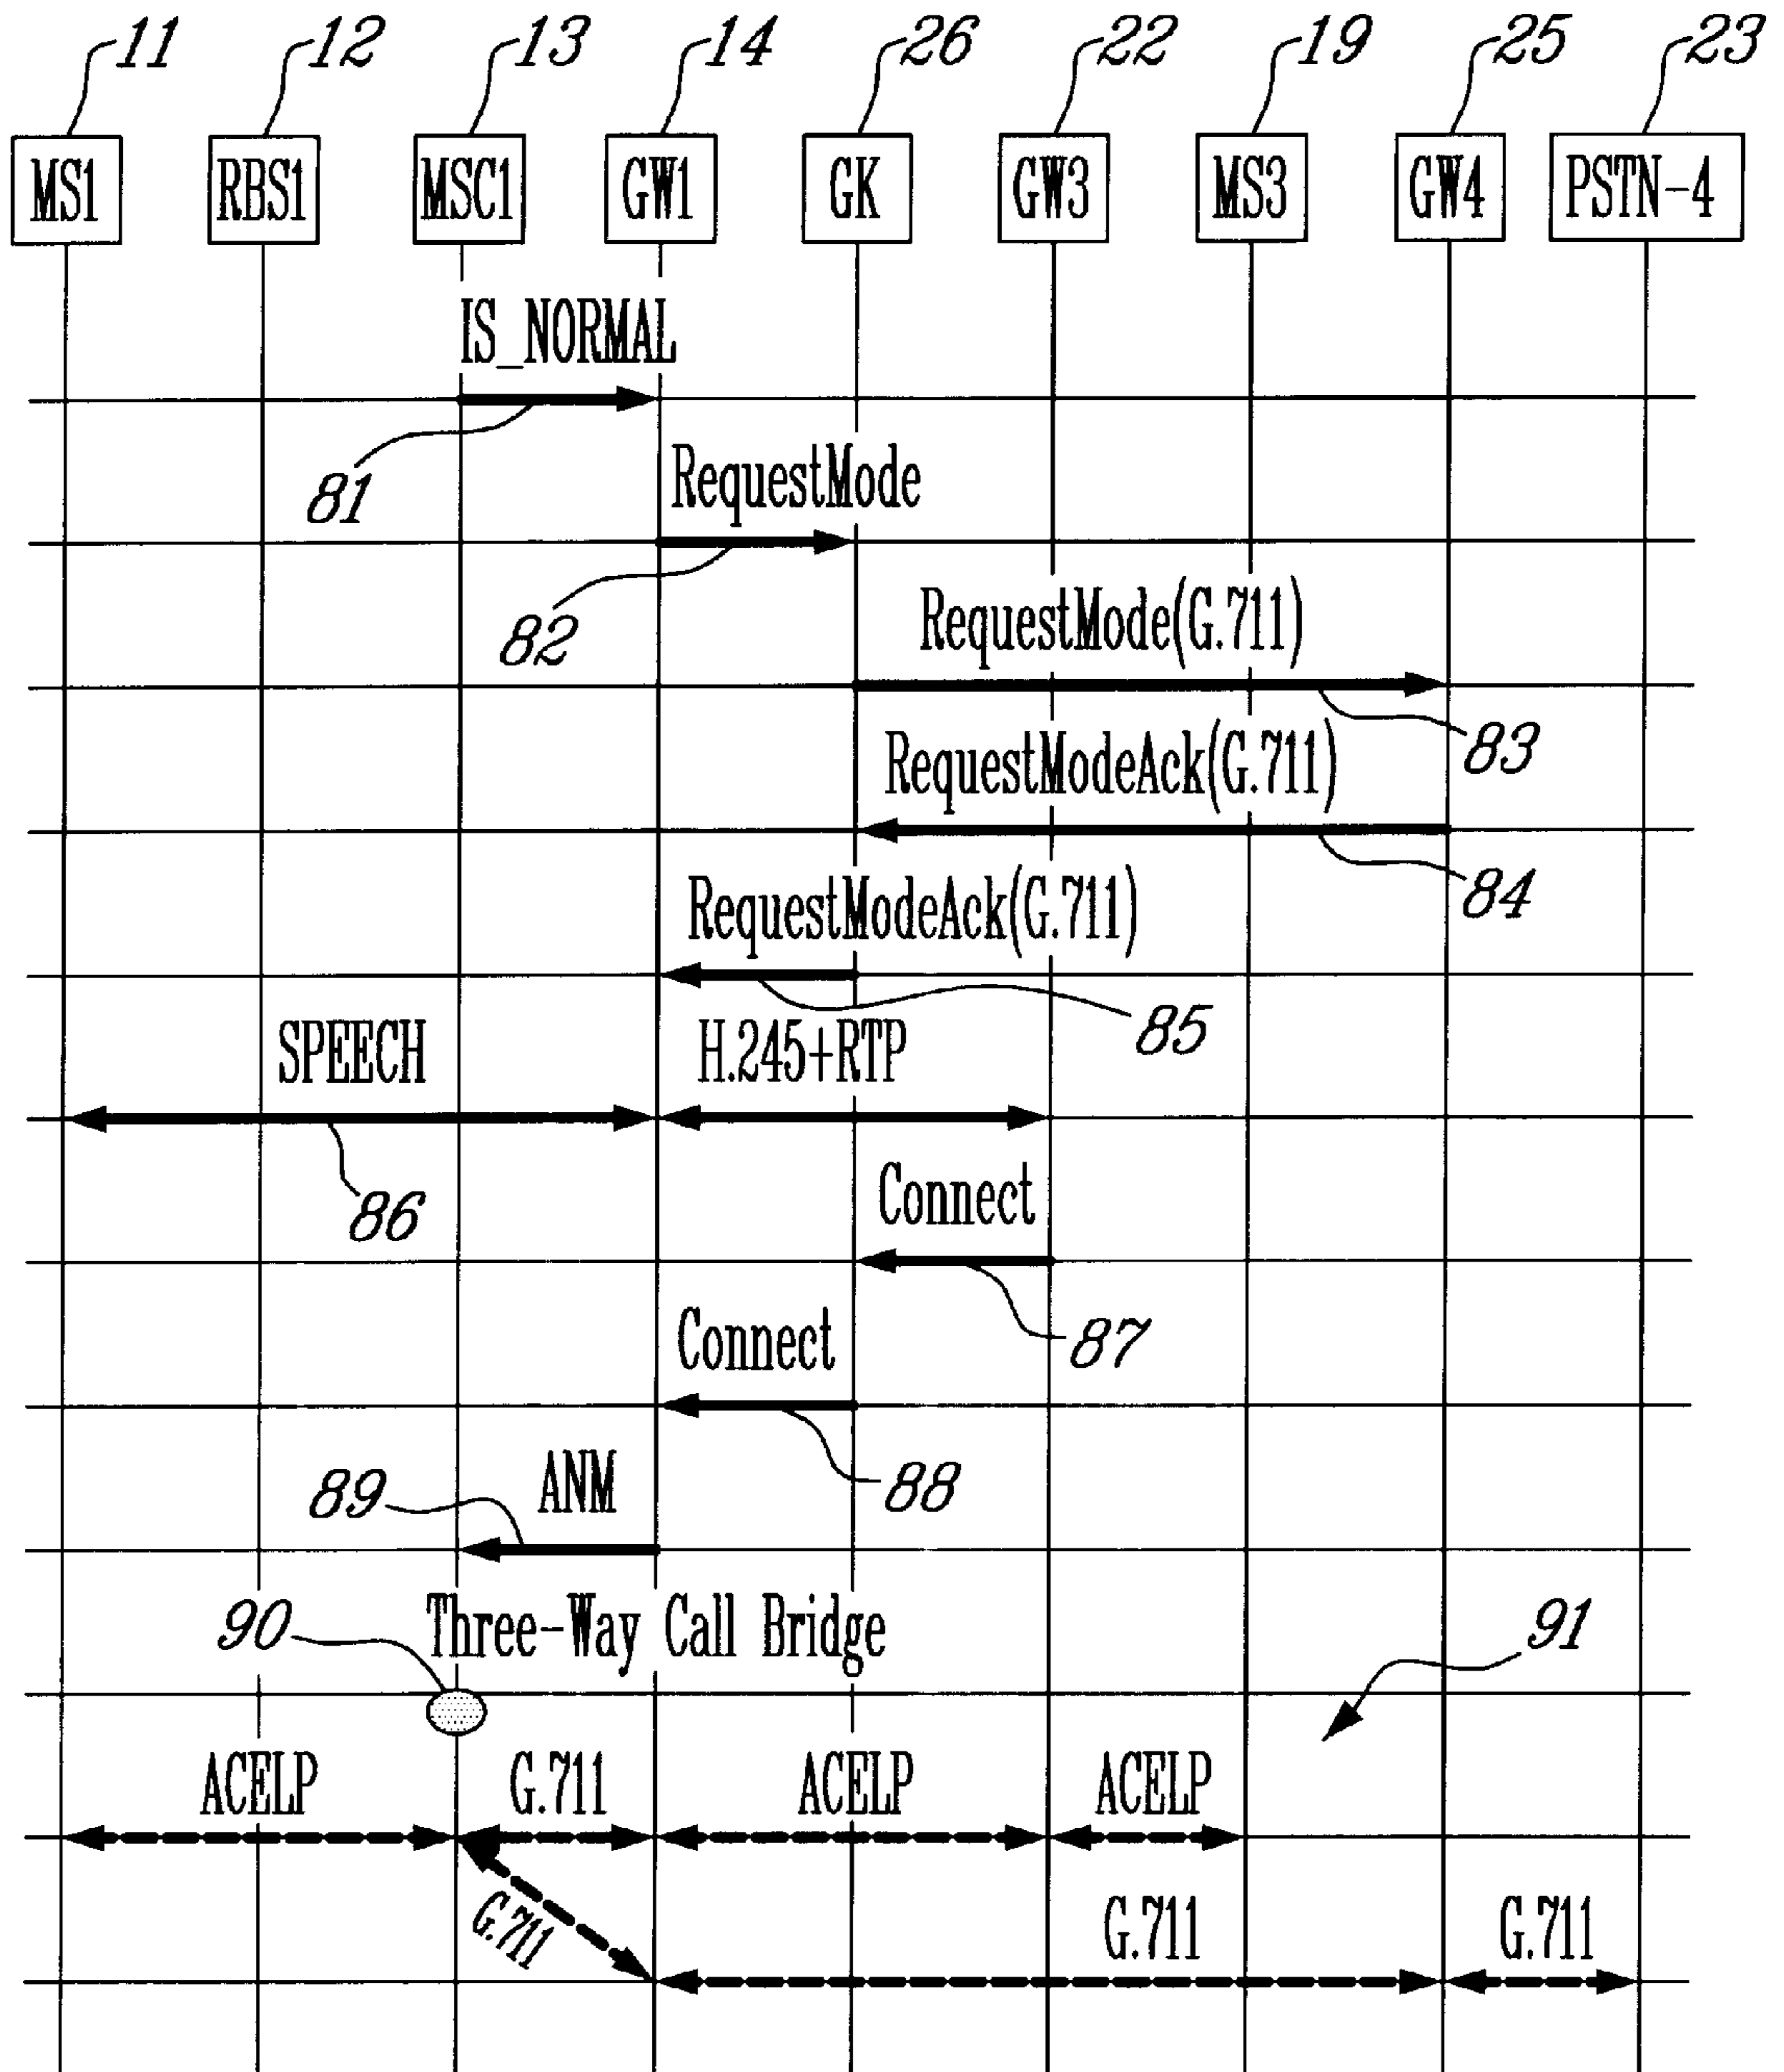 11 12 13 14 26 22 19 25 23
MS1 RBS1 MSC1 GW1 GK GW3 MS3 GW4 PSTN-4
IS_NORMAL
81
RequestMode
82
RequestMode(G.711)
83
RequestModeAck(G.711)
84
RequestModeAck(G.711)
85
SPEECH H.245+RTP
86
Connect
87
Connect
88
89 ANM
90 Three-Way Call Bridge 91
ACELP G.711 ACELP ACELP
G.711 G.711 G.711